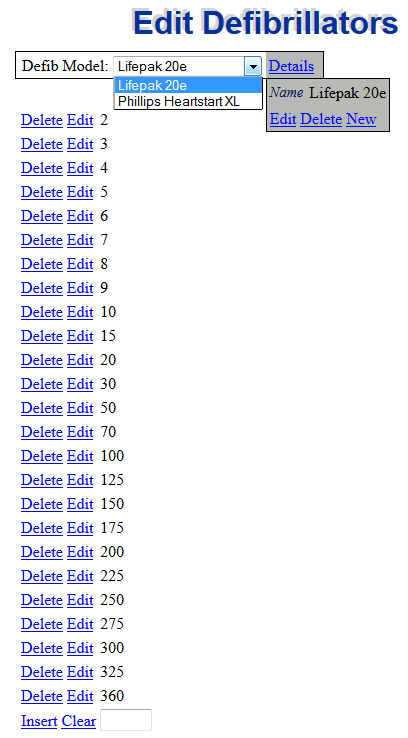 Edit Defibrillators
Defib Model: Lifepak 20e Details
Lifepak 20e
Phillips Heartstart XL
Name Lifepak 20e
Edit Delete New
Delete Edit 2
Delete Edit 3
Delete Edit 4
Delete Edit 5
Delete Edit 6
Delete Edit 7
Delete Edit 8
Delete Edit 9
Delete Edit 10
Delete Edit 15
Delete Edit 20
Delete Edit 30
Delete Edit 50
Delete Edit 70
Delete Edit 100
Delete Edit 125
Delete Edit 150
Delete Edit 175
Delete Edit 200
Delete Edit 225
Delete Edit 250
Delete Edit 275
Delete Edit 300
Delete Edit 325
Delete Edit 360
Insert Clear